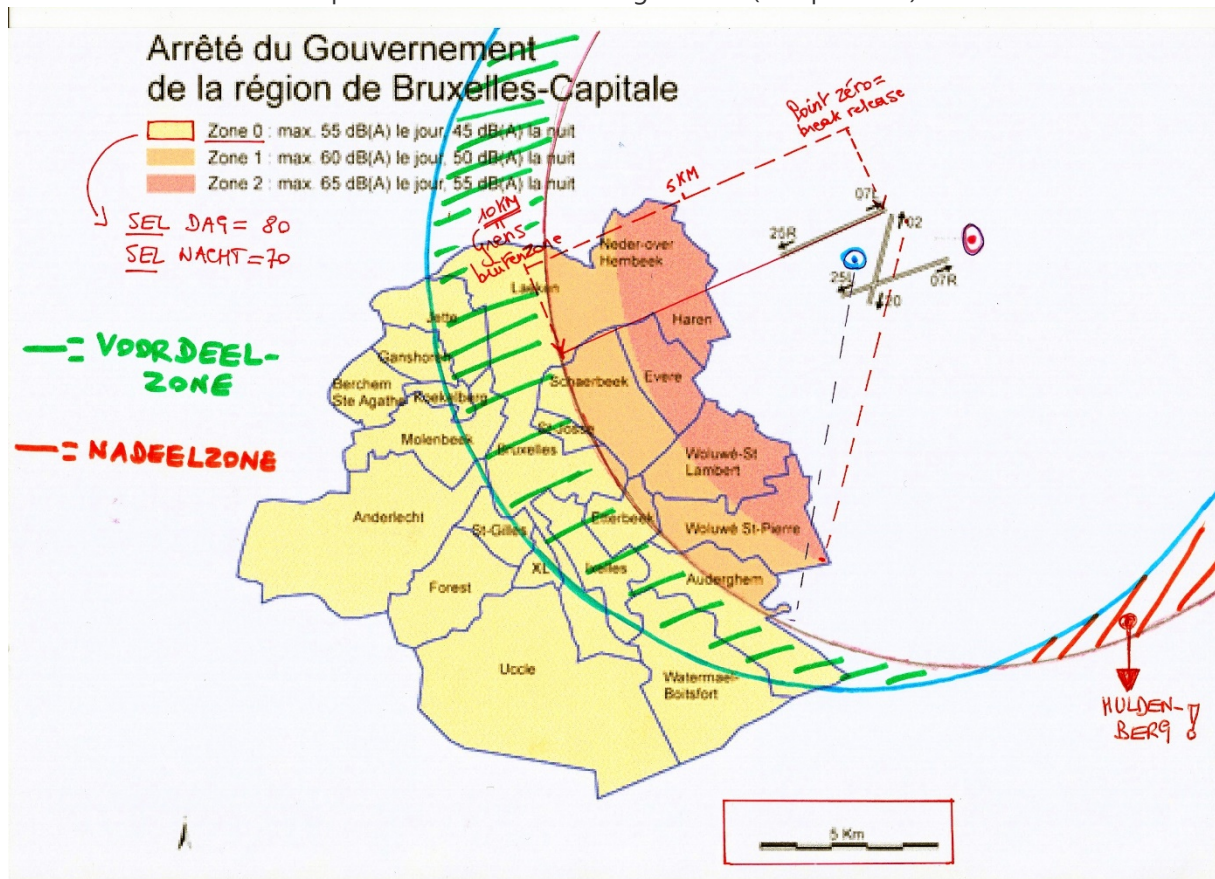 Arrêté du Gouvernement
de la région de Bruxelles-Capitale
Zone 0 : max. 55 dB(A) le jour, 45 dB(A) la nuit
Zone 1 : max. 60 dB(A) le jour, 50 dB(A) la nuit
Zone 2 : max. 65 dB(A) le jour, 55 dB(A) la nuit
SEL DAG = 80
SEL NACHT = 70
Point zéro =
break release
5 KM
10 KM
=
Grens
burenzone
07L
25R
02
25L
20
07R
Neder-over
Hembeek
Laeken
Haren
Jette
Ganshoren
Evere
Schaerbeek
Berchem
Ste Agathe
Koekelberg
St-Josse
Molenbeek
Bruxelles
Woluwé-St
Lambert
Anderlecht
St-Gilles
Etterbeek
Woluwé St-Pierre
XL
Ixelles
Auderghem
Forest
Uccle
Watermael-
Boitsfort
= VOORDEEL-
ZONE
= NADEELZONE
HULDEN-
BERG !
5 Km